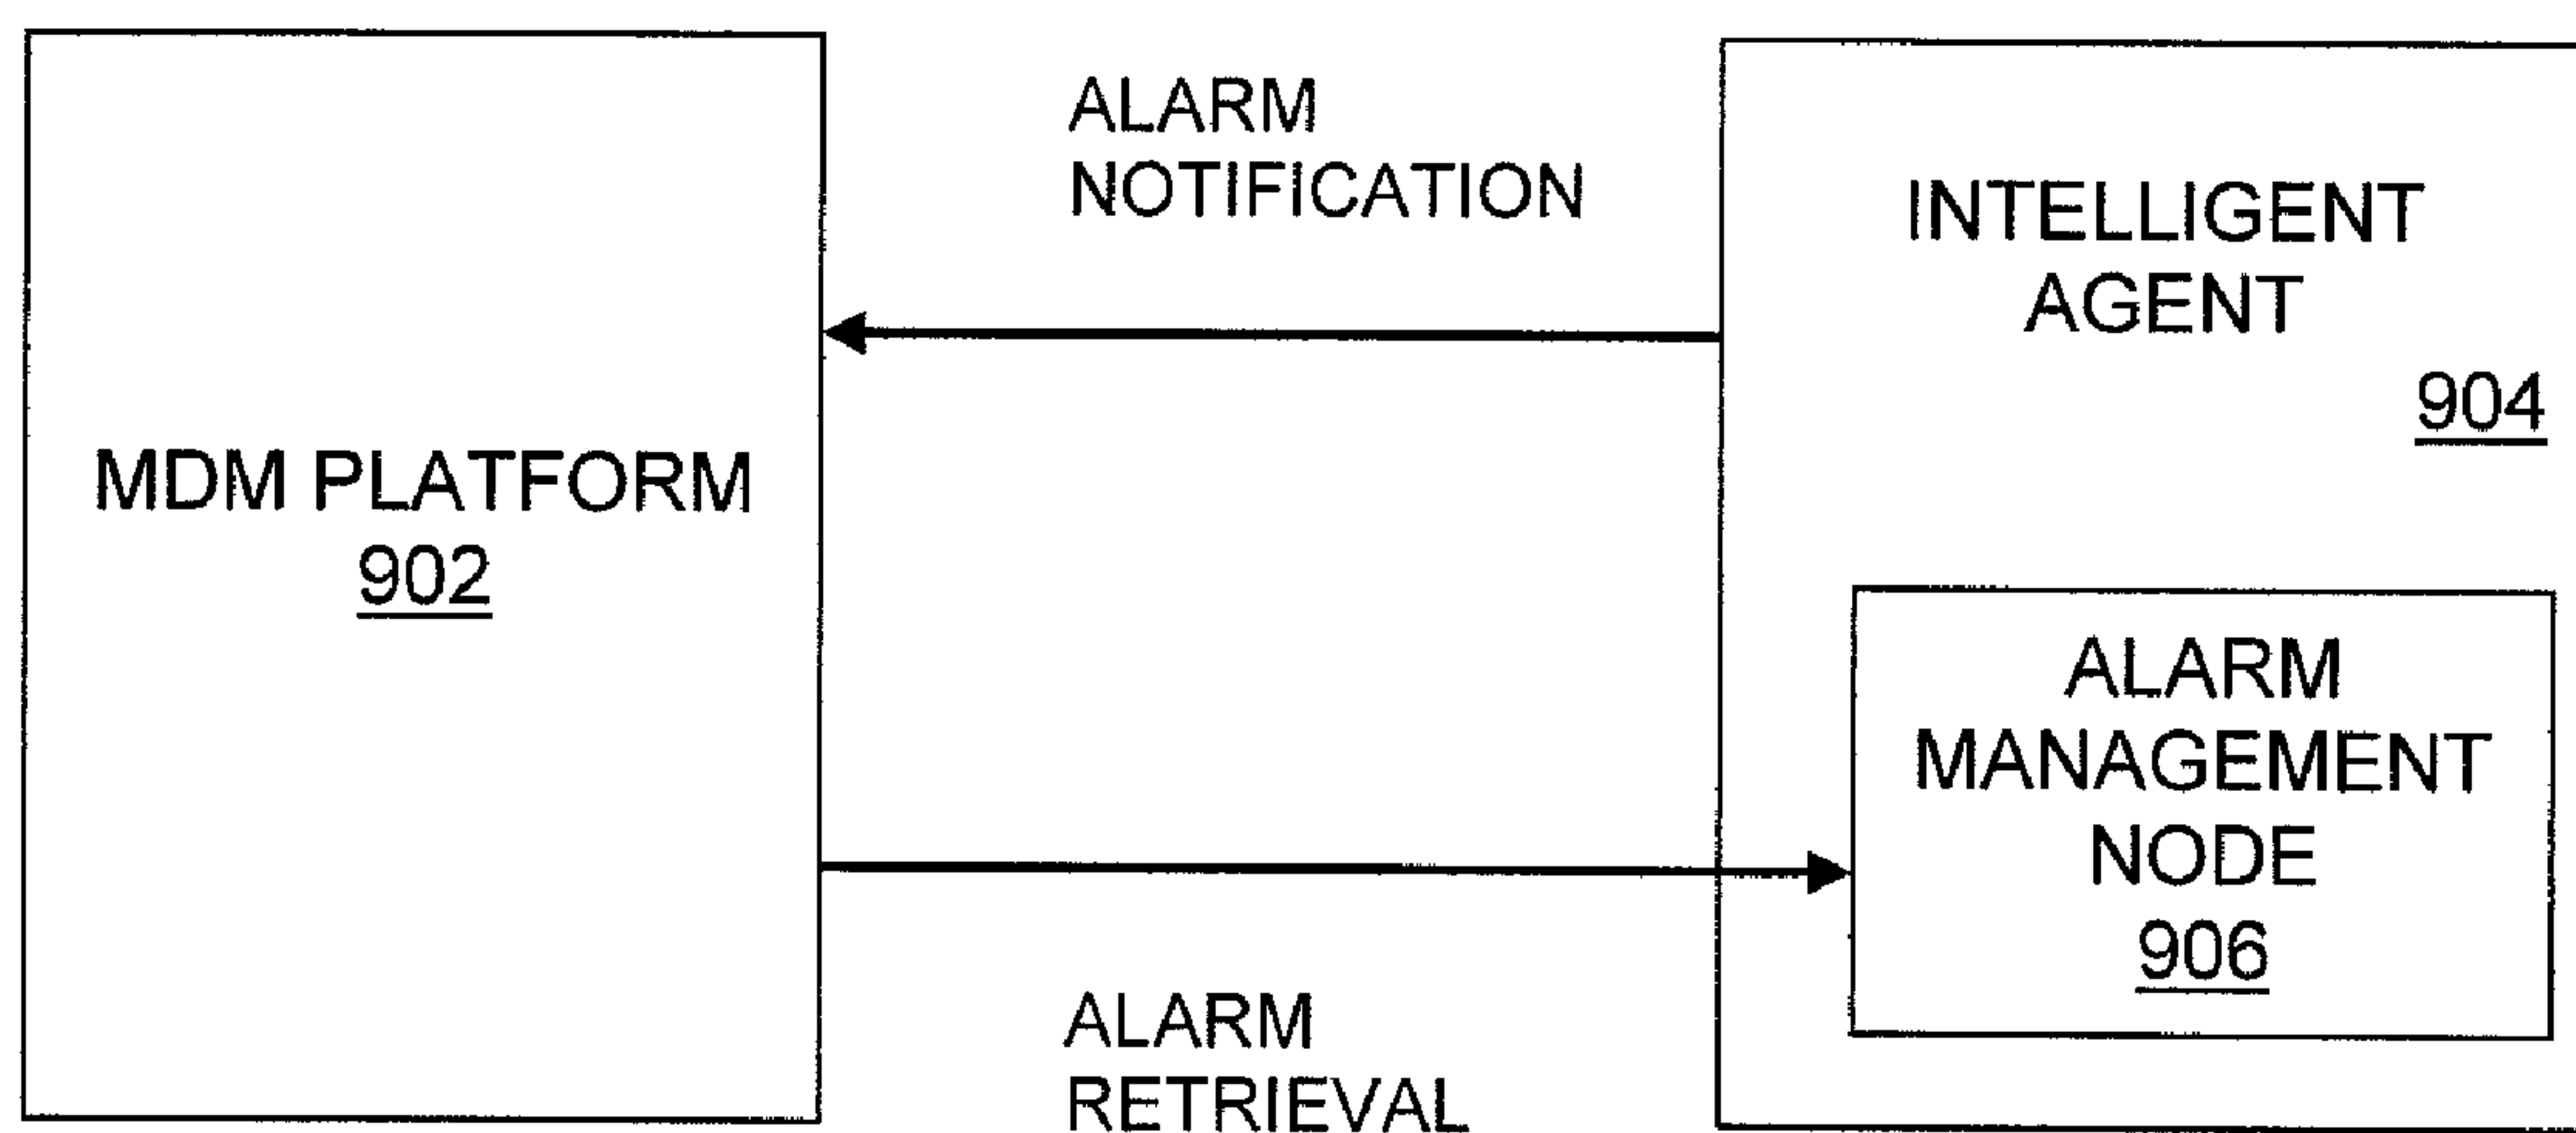 MDM PLATFORM
902
ALARM
NOTIFICATION
ALARM
RETRIEVAL
INTELLIGENT
AGENT
904
ALARM
MANAGEMENT
NODE
906